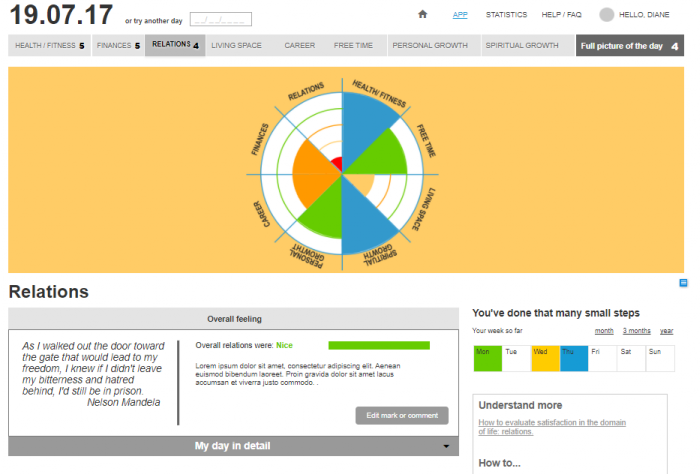 19.07.17
or try another day
__/__/____
APP
STATISTICS
HELP / FAQ
HELLO, DIANE
HEALTH / FITNESS 5
FINANCES 5
RELATIONS 4
LIVING SPACE
CAREER
FREE TIME
PERSONAL GROWTH
SPIRITUAL GROWTH
Full picture of the day 4
RELATIONS
HEALTH/FITNESS
FINANCES
FREE TIME
CAREER
LIVING SPACE
PERSONAL
GROWTHT
SPIRITUAL
GROWTH
Relations
Overall feeling
As I walked out the door toward
the gate that would lead to my
freedom, I knew if I didn't leave
my bitterness and hatred
behind, I'd still be in prison.
Nelson Mandela
Overall relations were: Nice
Lorem ipsum dolor sit amet, consectetur adipiscing elit. Aenean
euismod bibendum laoreet. Proin gravida dolor sit amet lacus
accumsan et viverra justo commodo. .
Edit mark or comment
My day in detail
You've done that many small steps
Your week so far
month
3 months
year
Mon
Tue
Wed
Thu
Fri
Sat
Sun
Understand more
How to evaluate satisfaction in the domain
of life: relations.
How to...